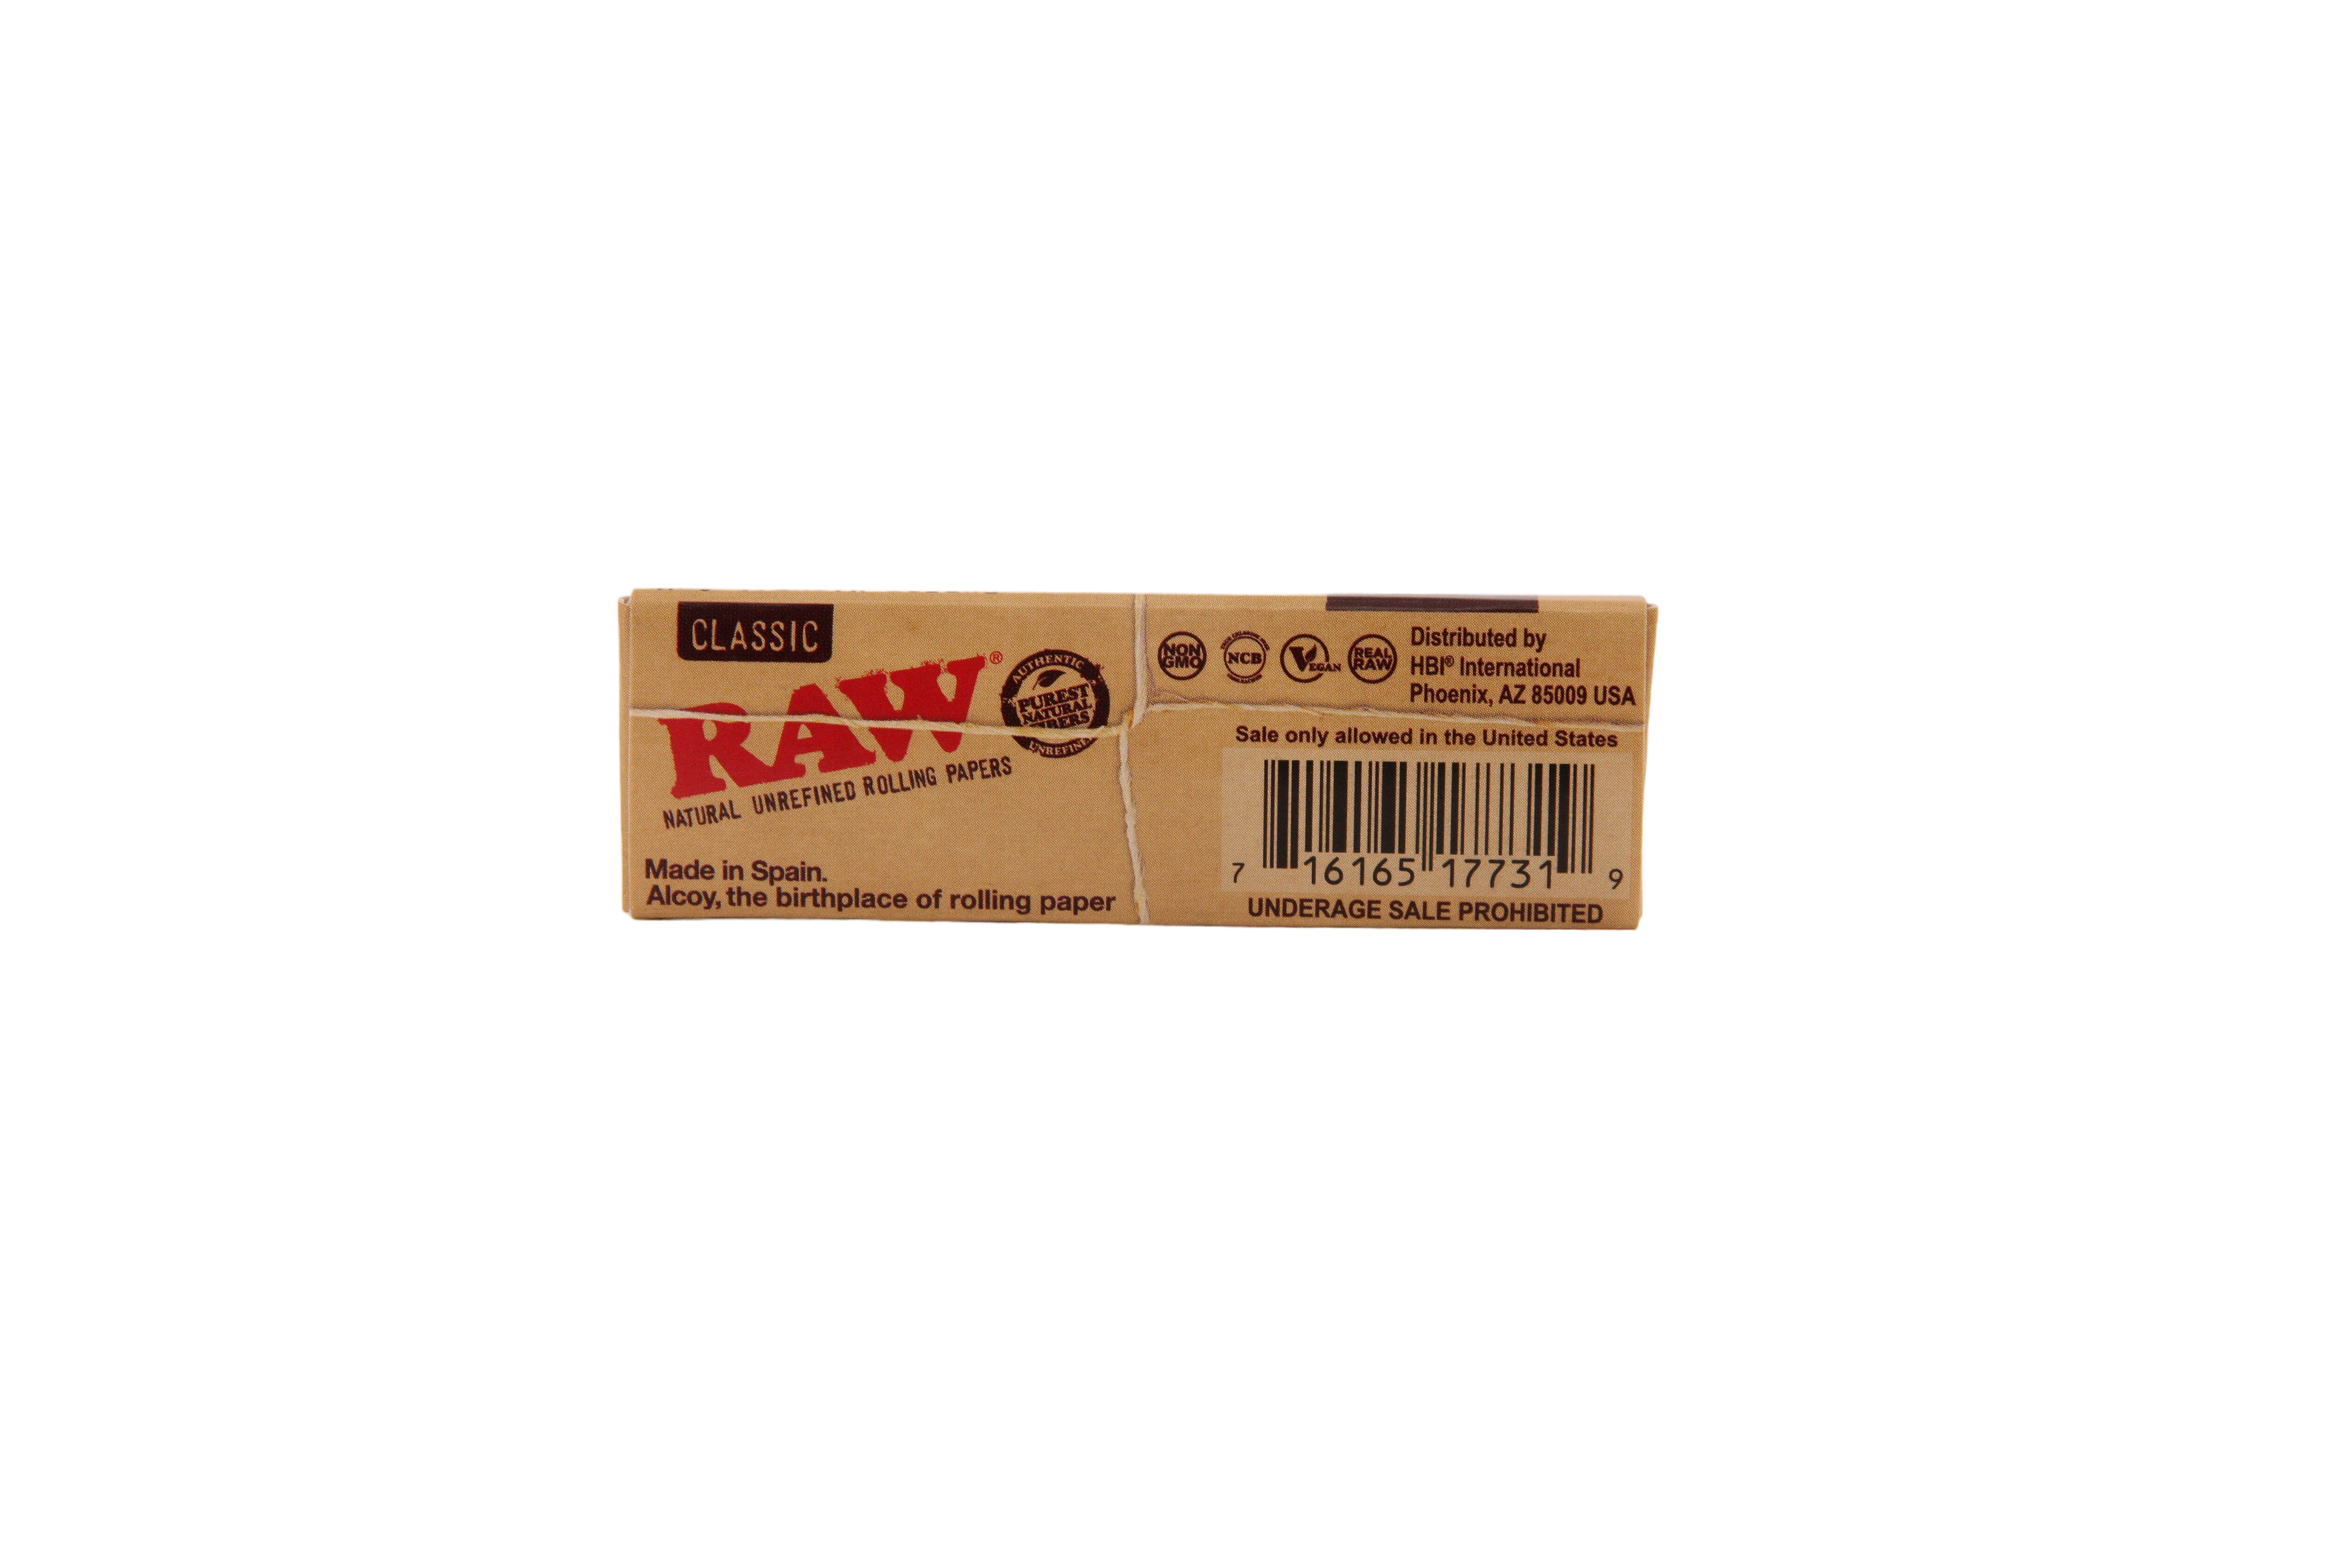 CLASSIC
RAW®
NATURAL UNREFINED ROLLING PAPERS
AUTHENTIC
PUREST
NATURAL
FIBERS
UNREFINED
Made in Spain.
Alcoy, the birthplace of rolling paper
NON
GMO
NCB
VEGAN
REAL
RAW
Distributed by
HBI® International
Phoenix, AZ 85009 USA
Sale only allowed in the United States
7 16165 17731 9
UNDERAGE SALE PROHIBITED